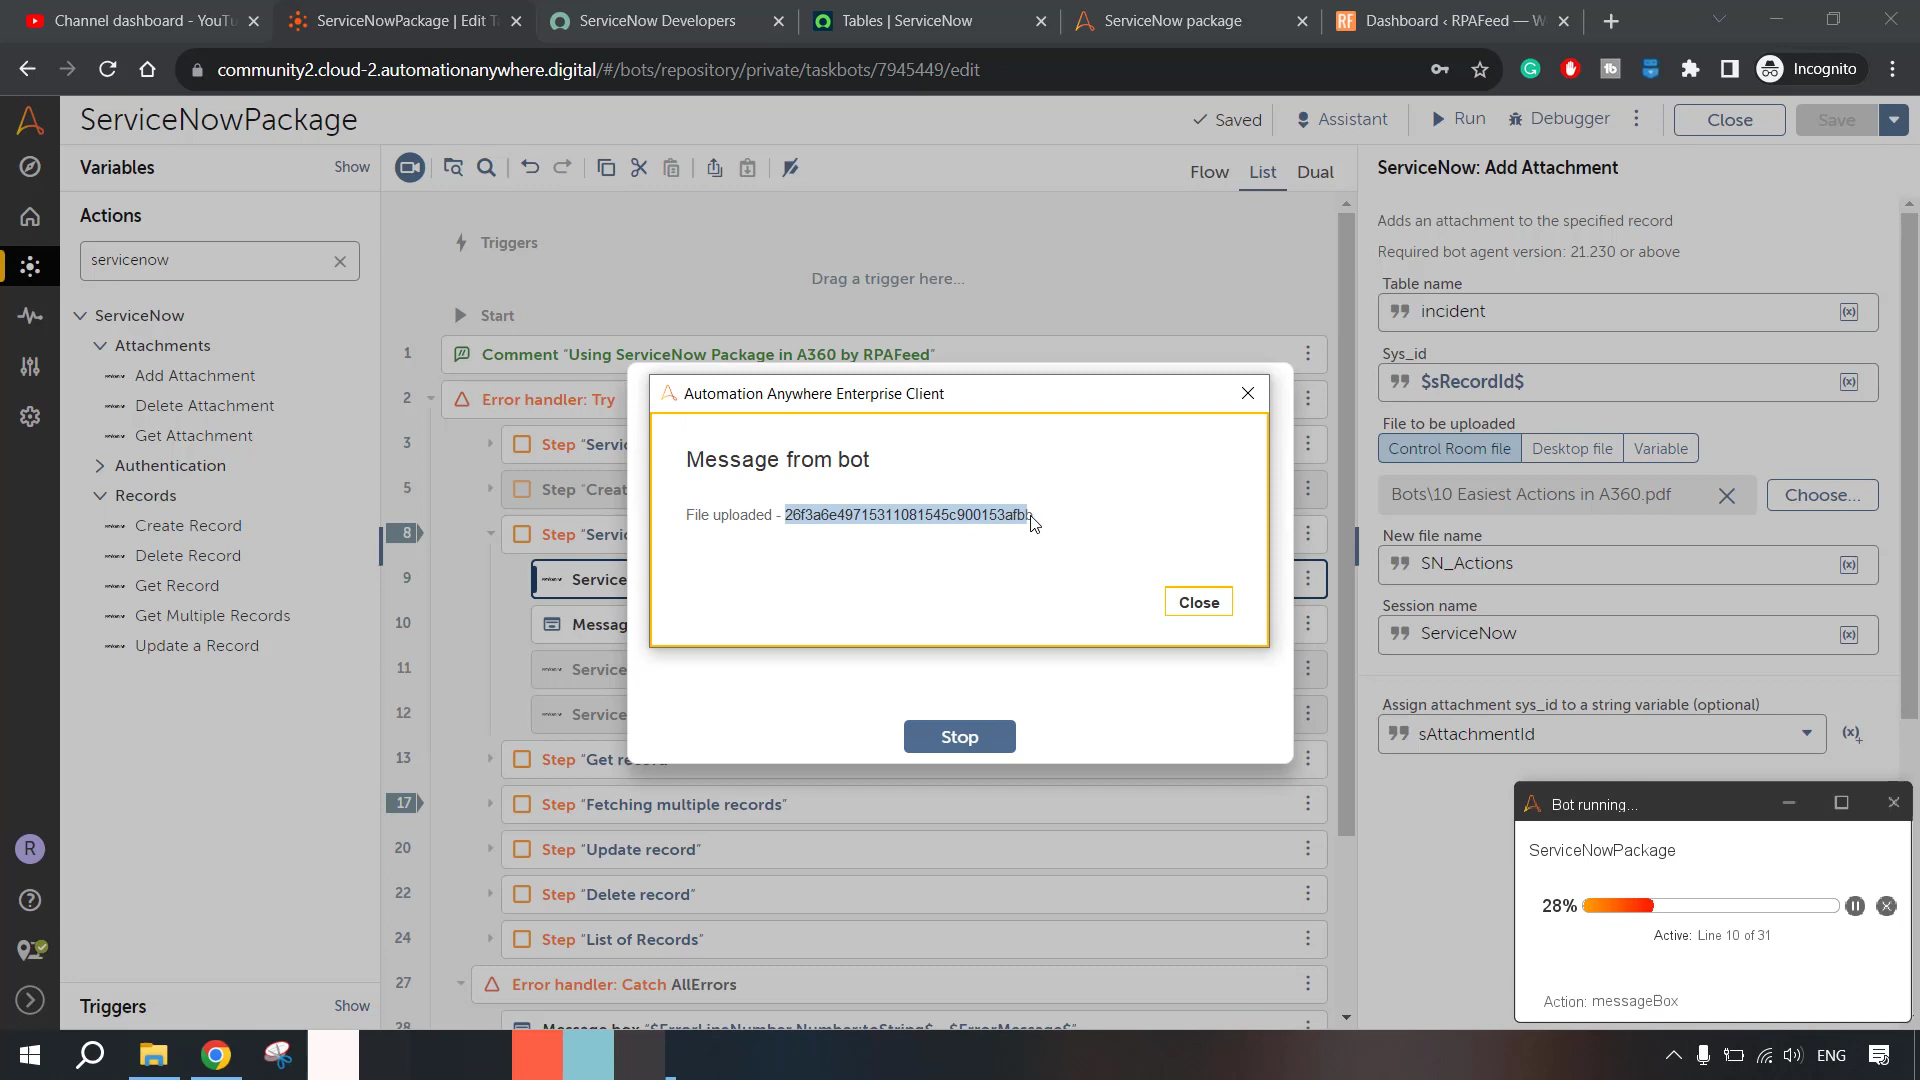 Channel dashboard - YouTu
ServiceNowPackage | Edit T
ServiceNow Developers
Tables | ServiceNow
ServiceNow package
Dashboard ‹ RPAFeed — W
community2.cloud-2.automationanywhere.digital/#/bots/repository/private/taskbots/7945449/edit
Incognito
ServiceNowPackage
Saved
Assistant
Run
Debugger
Close
Save
Variables
Show
Flow
List
Dual
ServiceNow: Add Attachment
Actions
servicenow
ServiceNow
Attachments
Add Attachment
Delete Attachment
Get Attachment
Authentication
Records
Create Record
Delete Record
Get Record
Get Multiple Records
Update a Record
Triggers
Show
Triggers
Drag a trigger here...
Start
1 Comment "Using ServiceNow Package in A360 by RPAFeed"
2 Error handler: Try
3 Step "Servi
5 Step "Creat
8 Step "Servic
9 Service
10 Messag
11 Service
12 Service
13 Step "Get record"
17 Step "Fetching multiple records"
20 Step "Update record"
22 Step "Delete record"
24 Step "List of Records"
27 Error handler: Catch AllErrors
28 Message box "$ErrorLineNumber.Number:toString$ - $ErrorMessage$"
Automation Anywhere Enterprise Client
Message from bot
File uploaded - 26f3a6e49715311081545c900153afbb
Close
Stop
Adds an attachment to the specified record
Required bot agent version: 21.230 or above
Table name
incident
Sys_id
$sRecordId$
File to be uploaded
Control Room file
Desktop file
Variable
Bots\10 Easiest Actions in A360.pdf
Choose...
New file name
SN_Actions
Session name
ServiceNow
Assign attachment sys_id to a string variable (optional)
sAttachmentId
Bot running...
ServiceNowPackage
28%
Active: Line 10 of 31
Action: messageBox
R
ENG